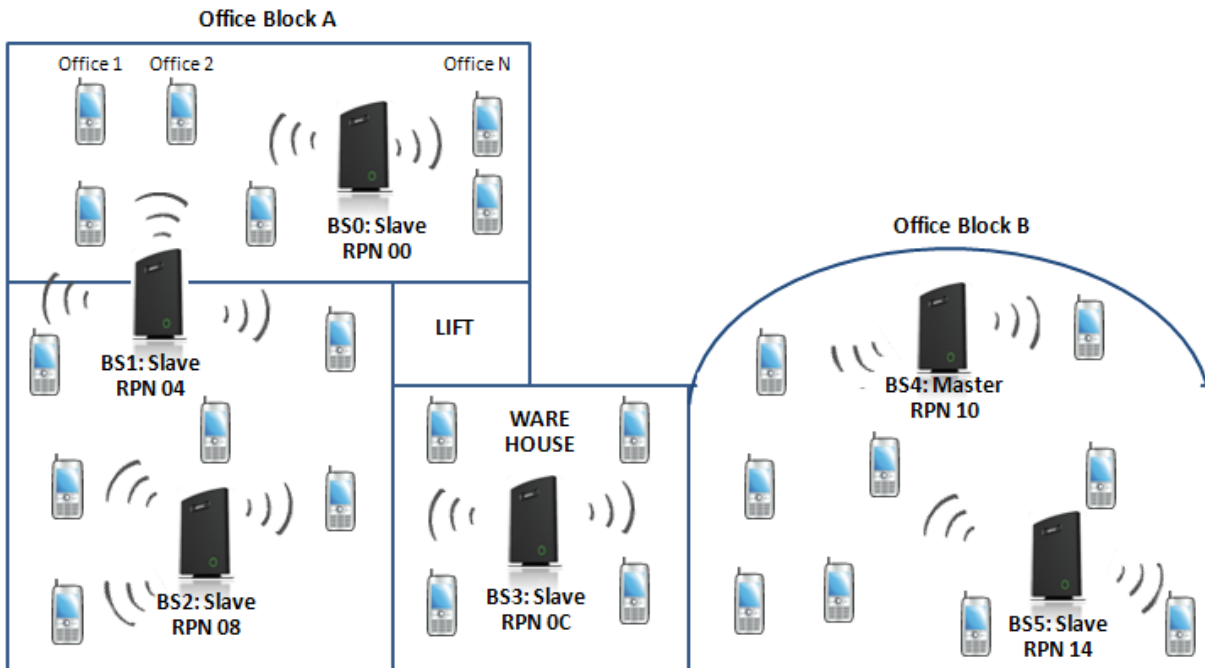 Office Block A
Office 1
Office 2
Office N
BS0: Slave
RPN 00
Office Block B
LIFT
BS1: Slave
RPN 04
BS4: Master
RPN 10
WARE
HOUSE
BS2: Slave
RPN 08
BS3: Slave
RPN 0C
BS5: Slave
RPN 14